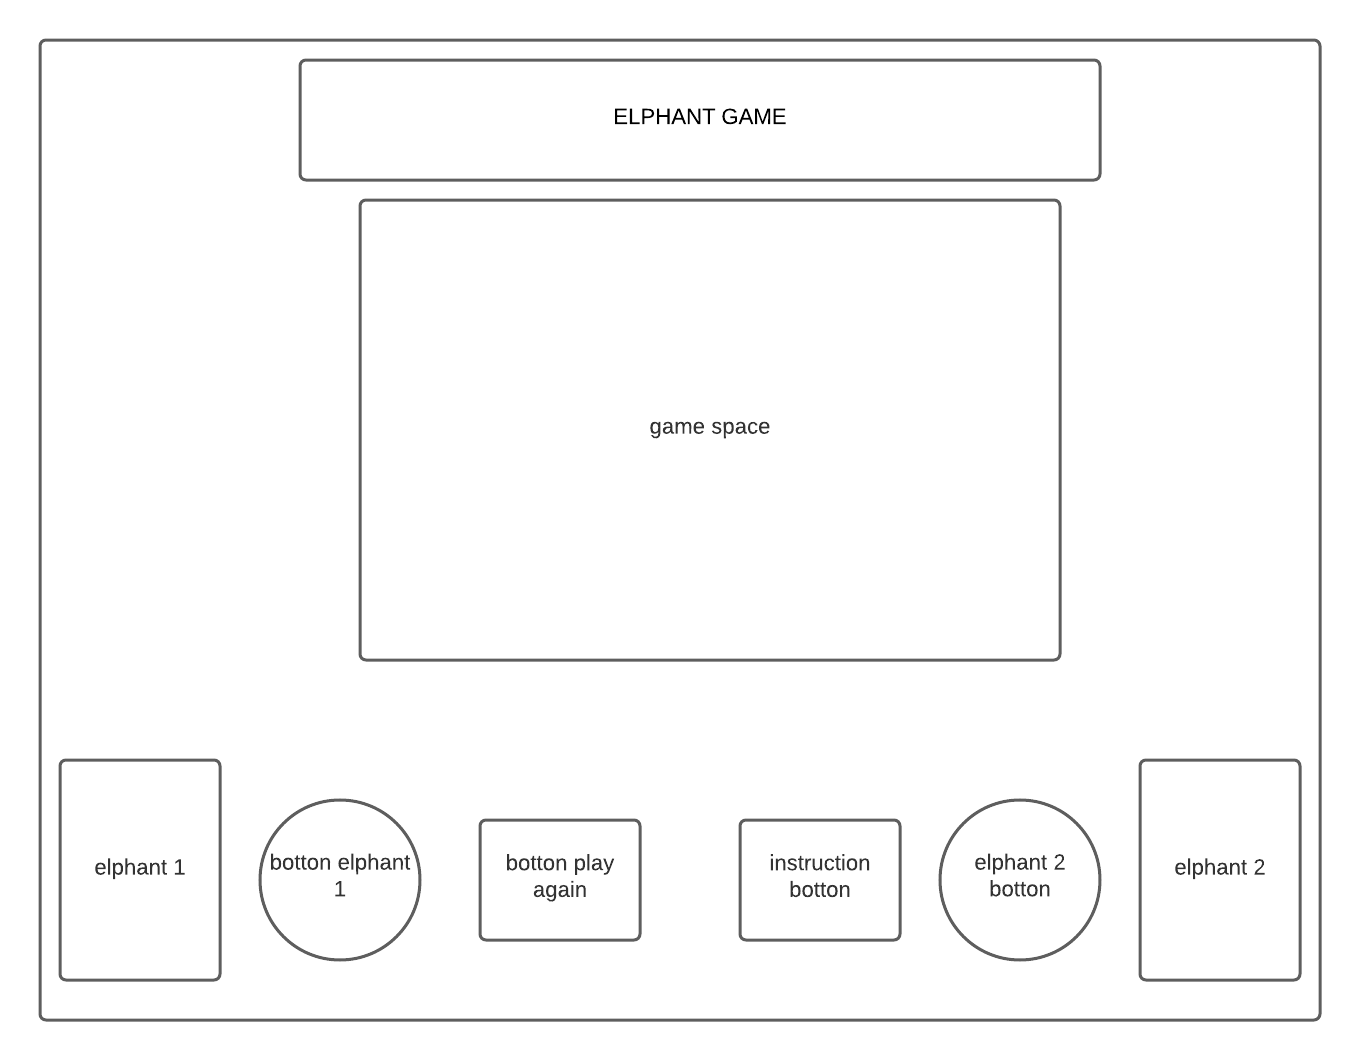 ELPHANT GAME
game space
elphant 1
botton elphant
1
botton play
again
instruction
botton
elphant 2
botton
elphant 2